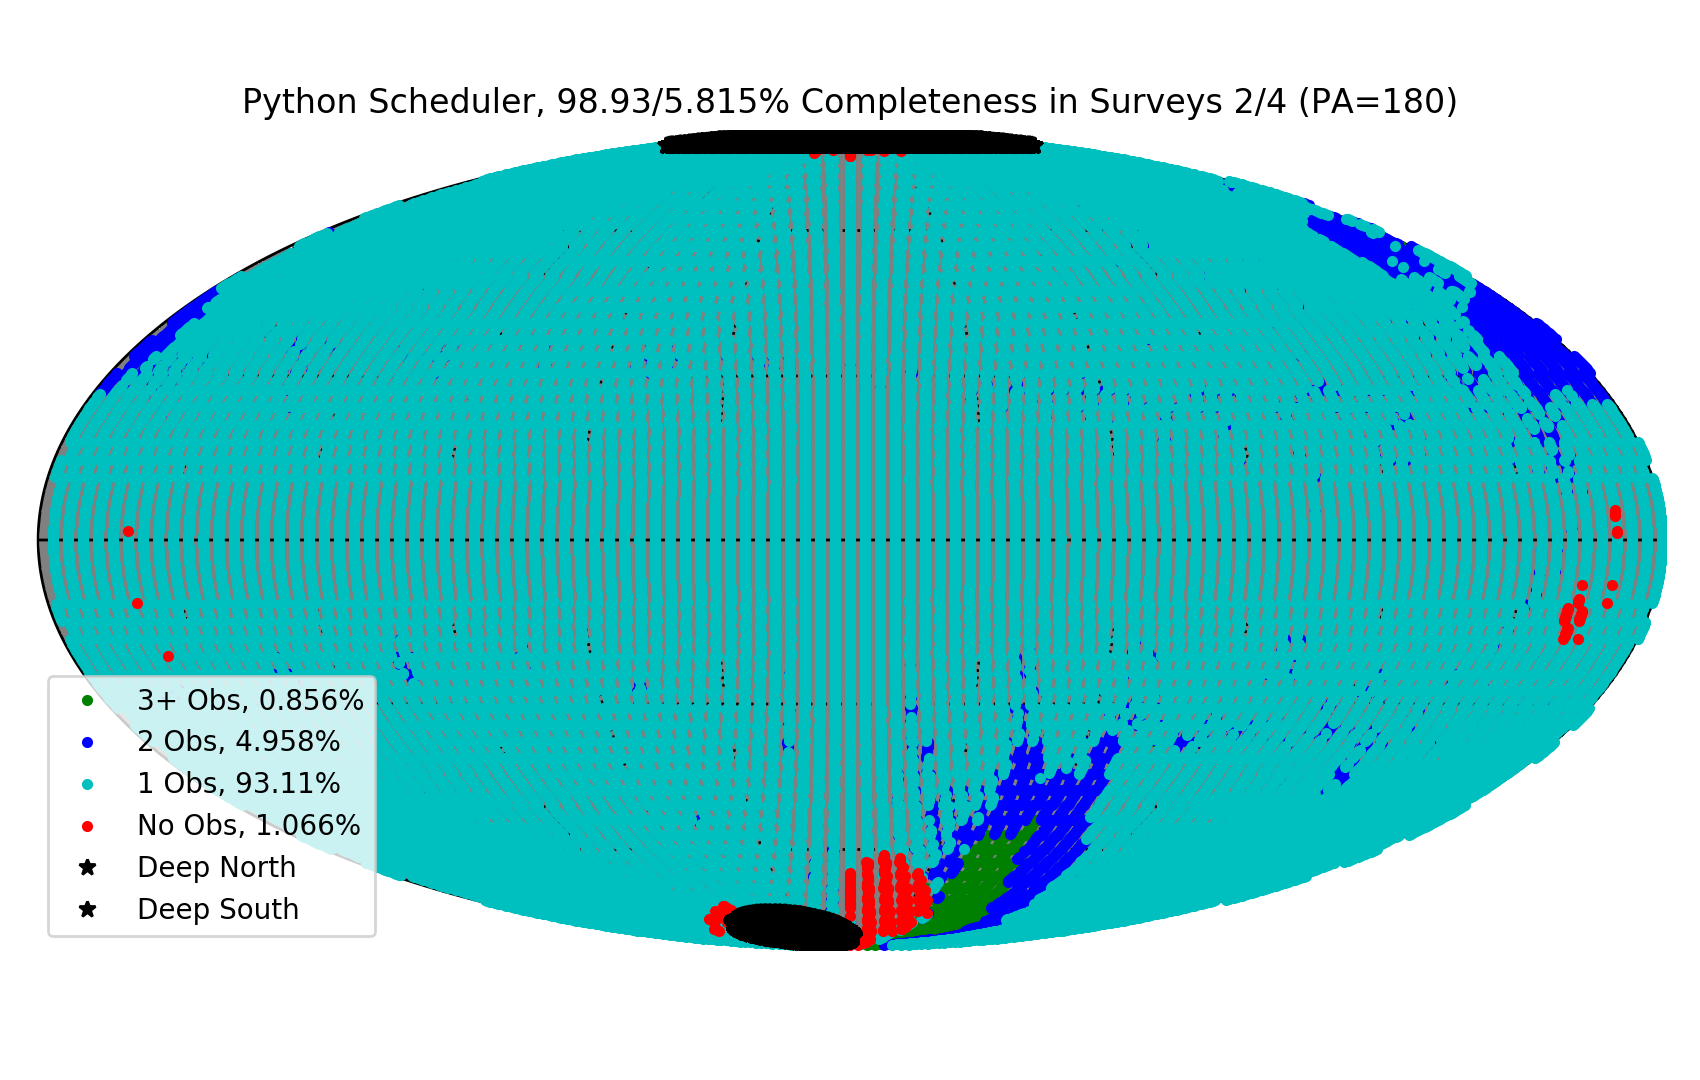 Python Scheduler, 98.93/5.815% Completeness in Surveys 2/4 (PA=180)
3+ Obs, 0.856%
2 Obs, 4.958%
1 Obs, 93.11%
No Obs, 1.066%
Deep North
Deep South